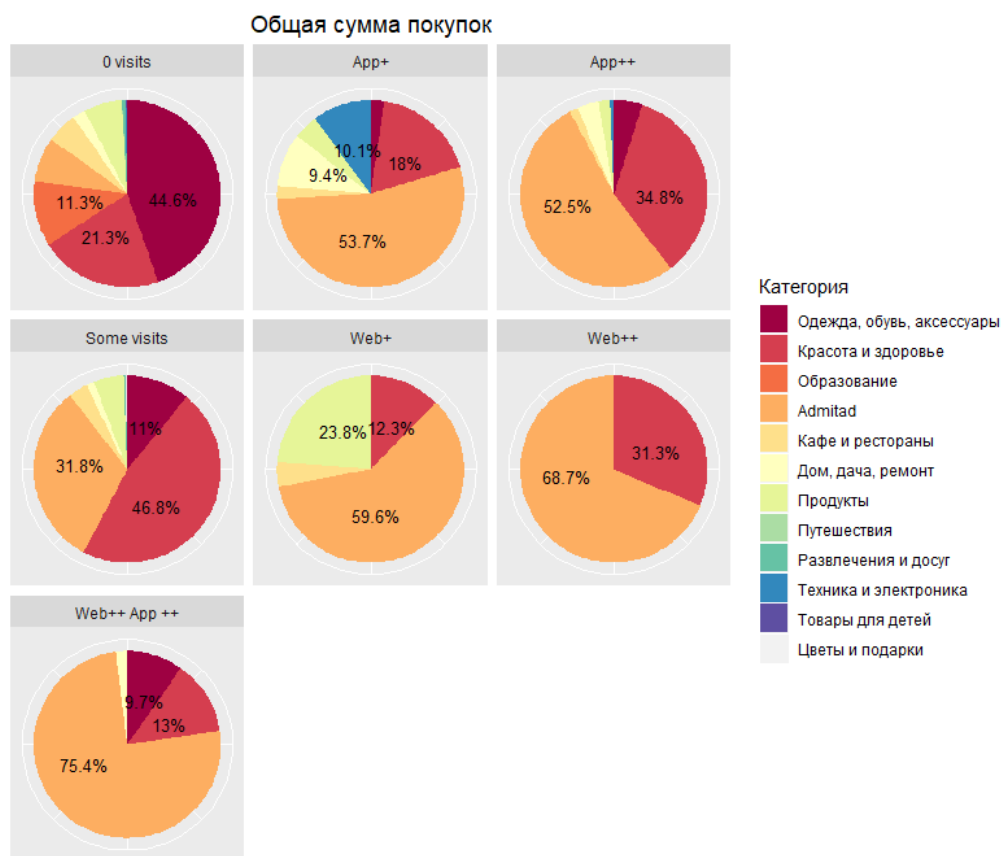 Общая сумма покупок
0 visits
44.6%
21.3%
11.3%
App+
18%
53.7%
9.4%
10.1%
App++
34.8%
52.5%
Some visits
11%
46.8%
31.8%
Web+
12.3%
59.6%
23.8%
Web++
31.3%
68.7%
Web++ App ++
9.7%
13%
75.4%
Категория
Одежда, обувь, аксессуары
Красота и здоровье
Образование
Admitad
Кафе и рестораны
Дом, дача, ремонт
Продукты
Путешествия
Развлечения и досуг
Техника и электроника
Товары для детей
Цветы и подарки